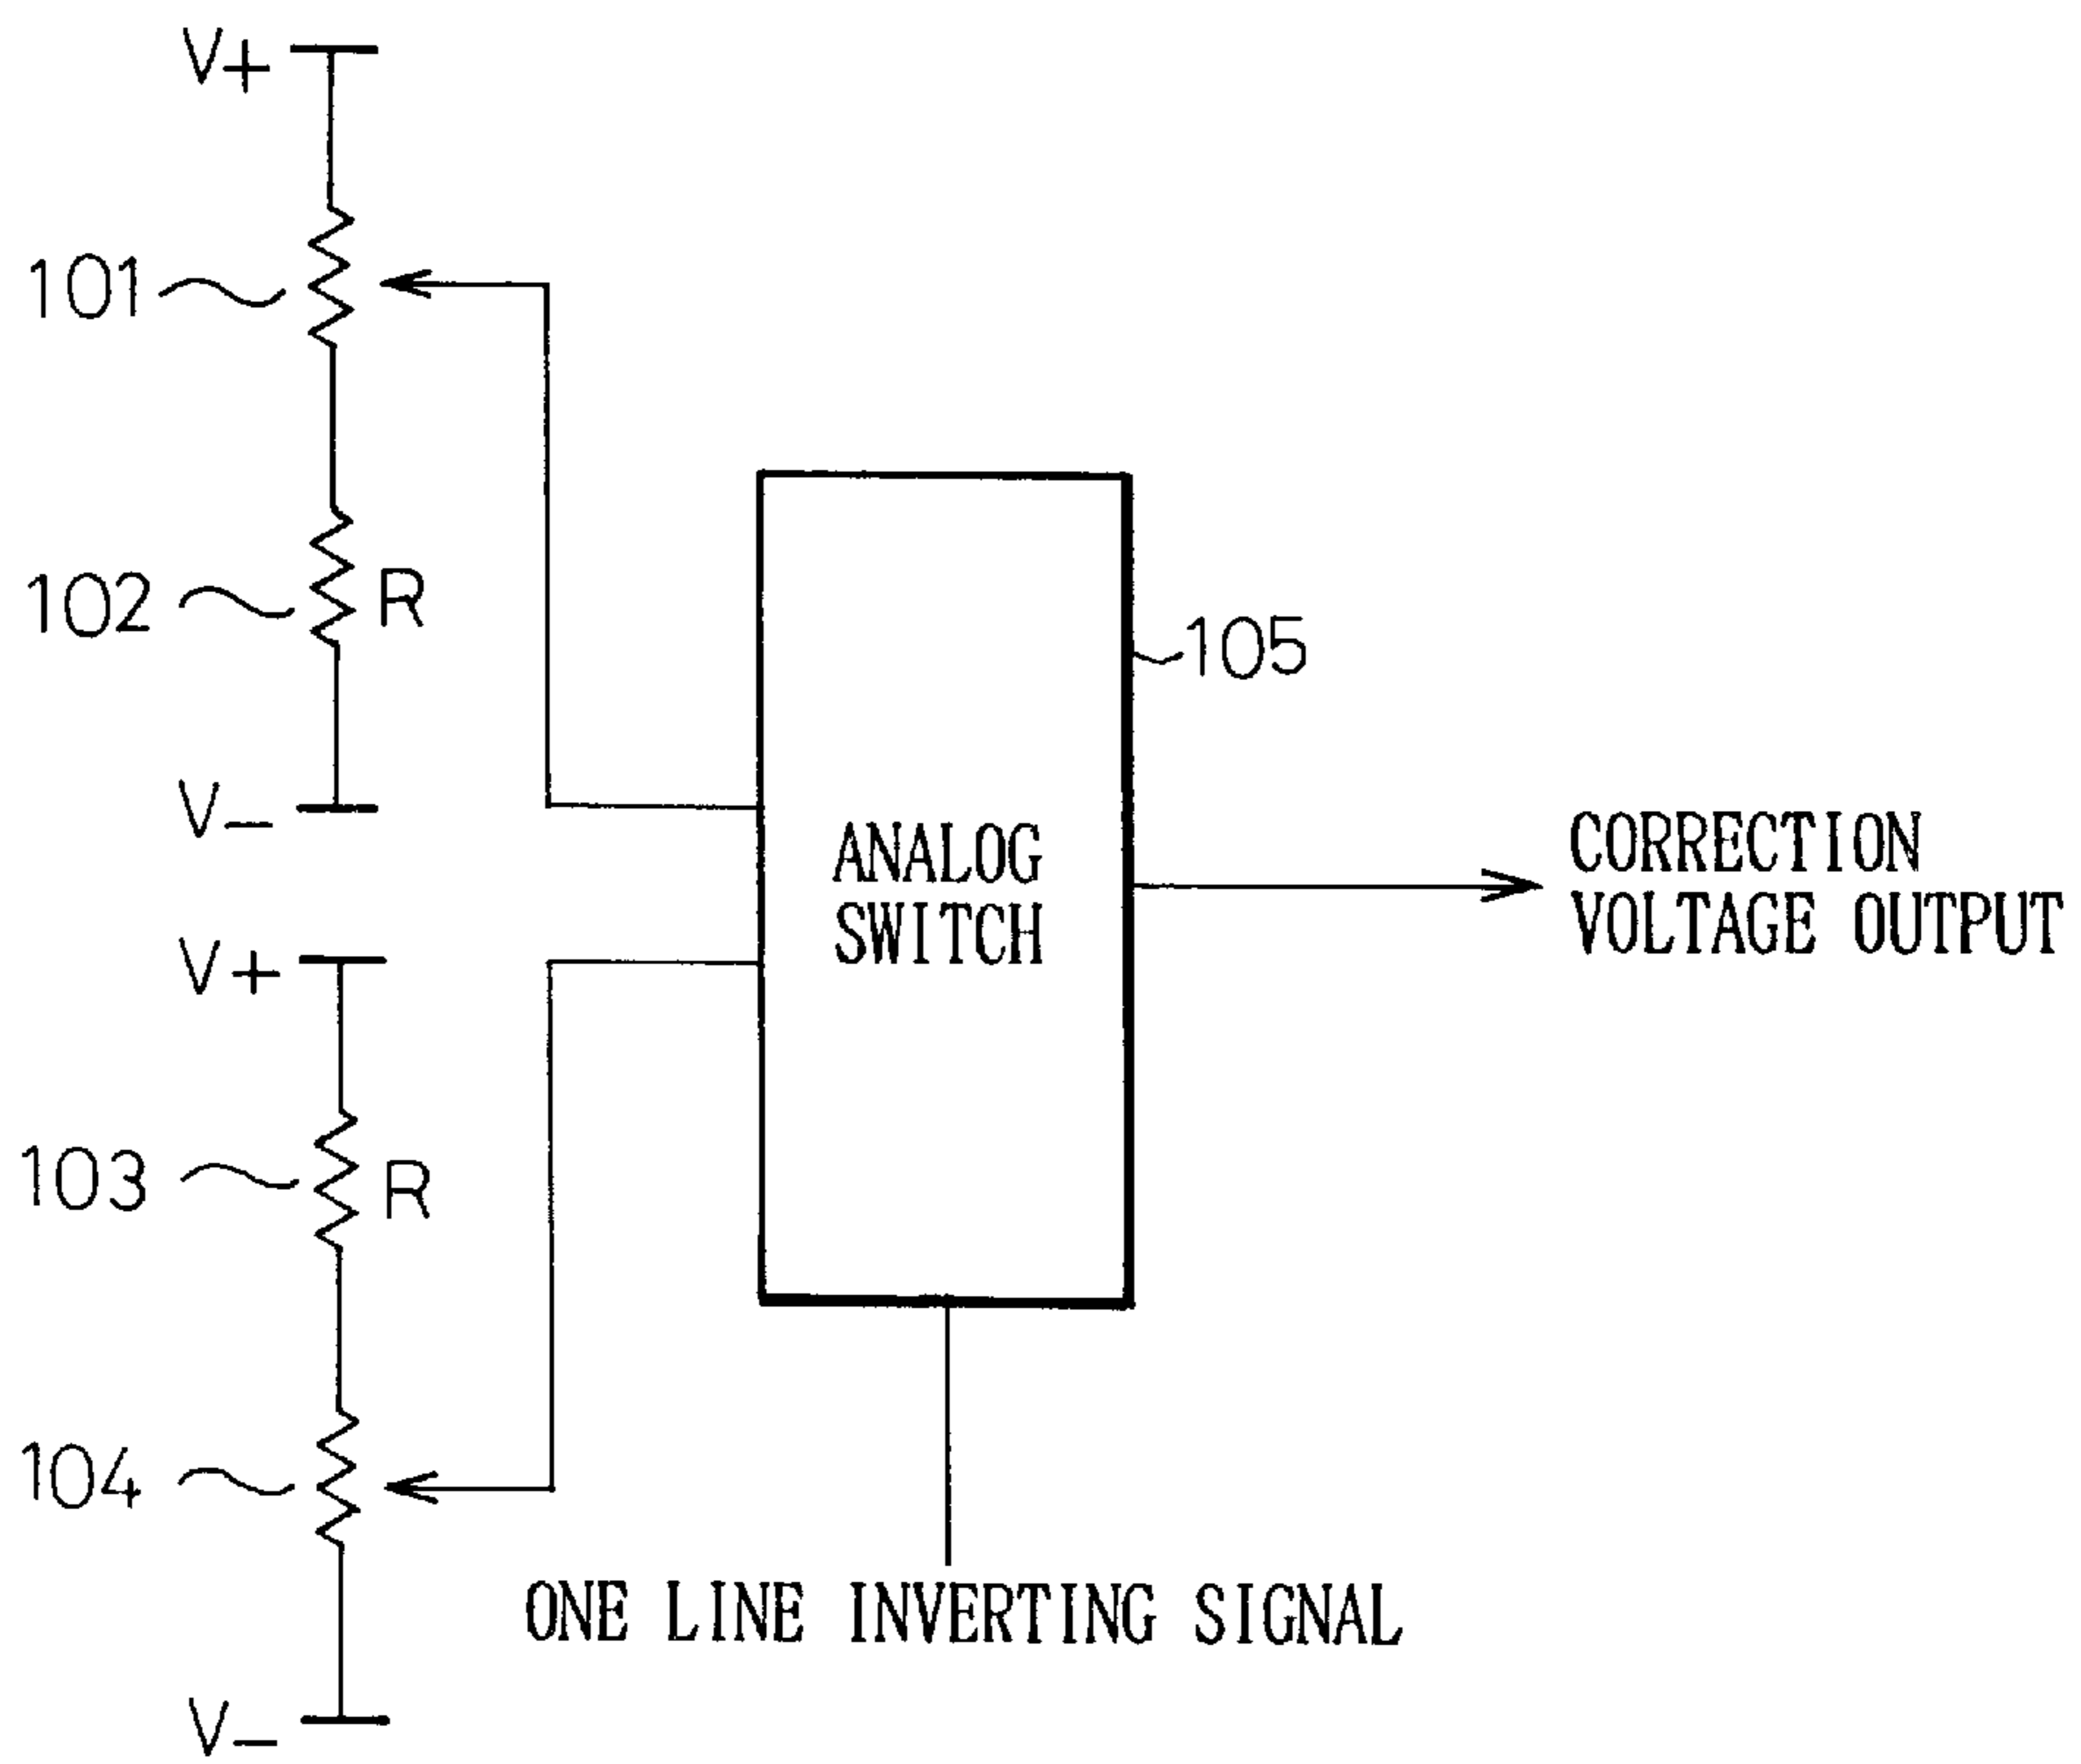 V+
101
102
R
V-
105
ANALOG
SWITCH
CORRECTION
VOLTAGE OUTPUT
V+
103
R
104
ONE LINE INVERTING SIGNAL
V-